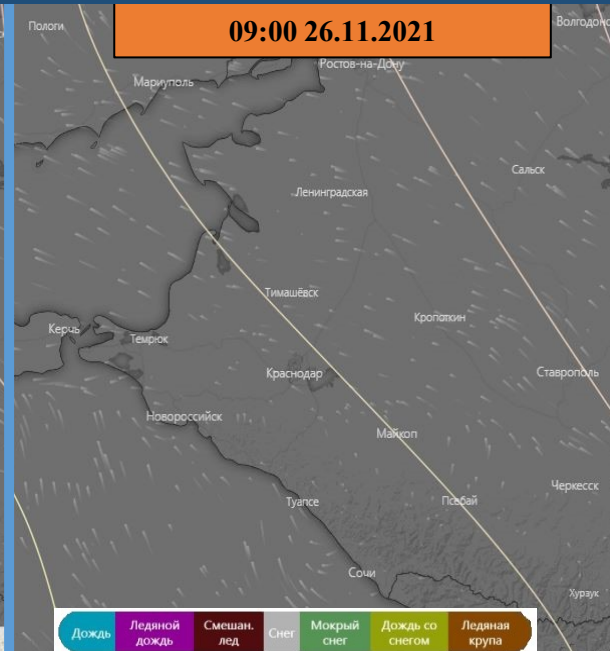 09:00 26.11.2021
Пологи
Волгодонс
Ростов-на-Дону
Мариуполь
Сальск
Ленинградская
Тимашёвск
Кропоткин
Керчь
Темрюк
Краснодар
Ставрополь
Новороссийск
Майкоп
Черкесск
Туапсе
Псебай
Сочи
Хурзук
Дождь
Ледяной
дождь
Смешан.
лед
Снег
Мокрый
снег
Дождь со
снегом
Ледяная
крупа